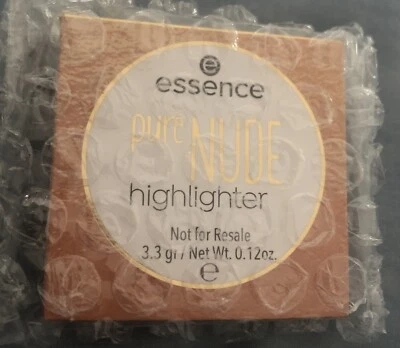 e
essence
pure NUDE
highlighter
Not for Resale
3.3 gr / Net Wt. 0.12oz.
e